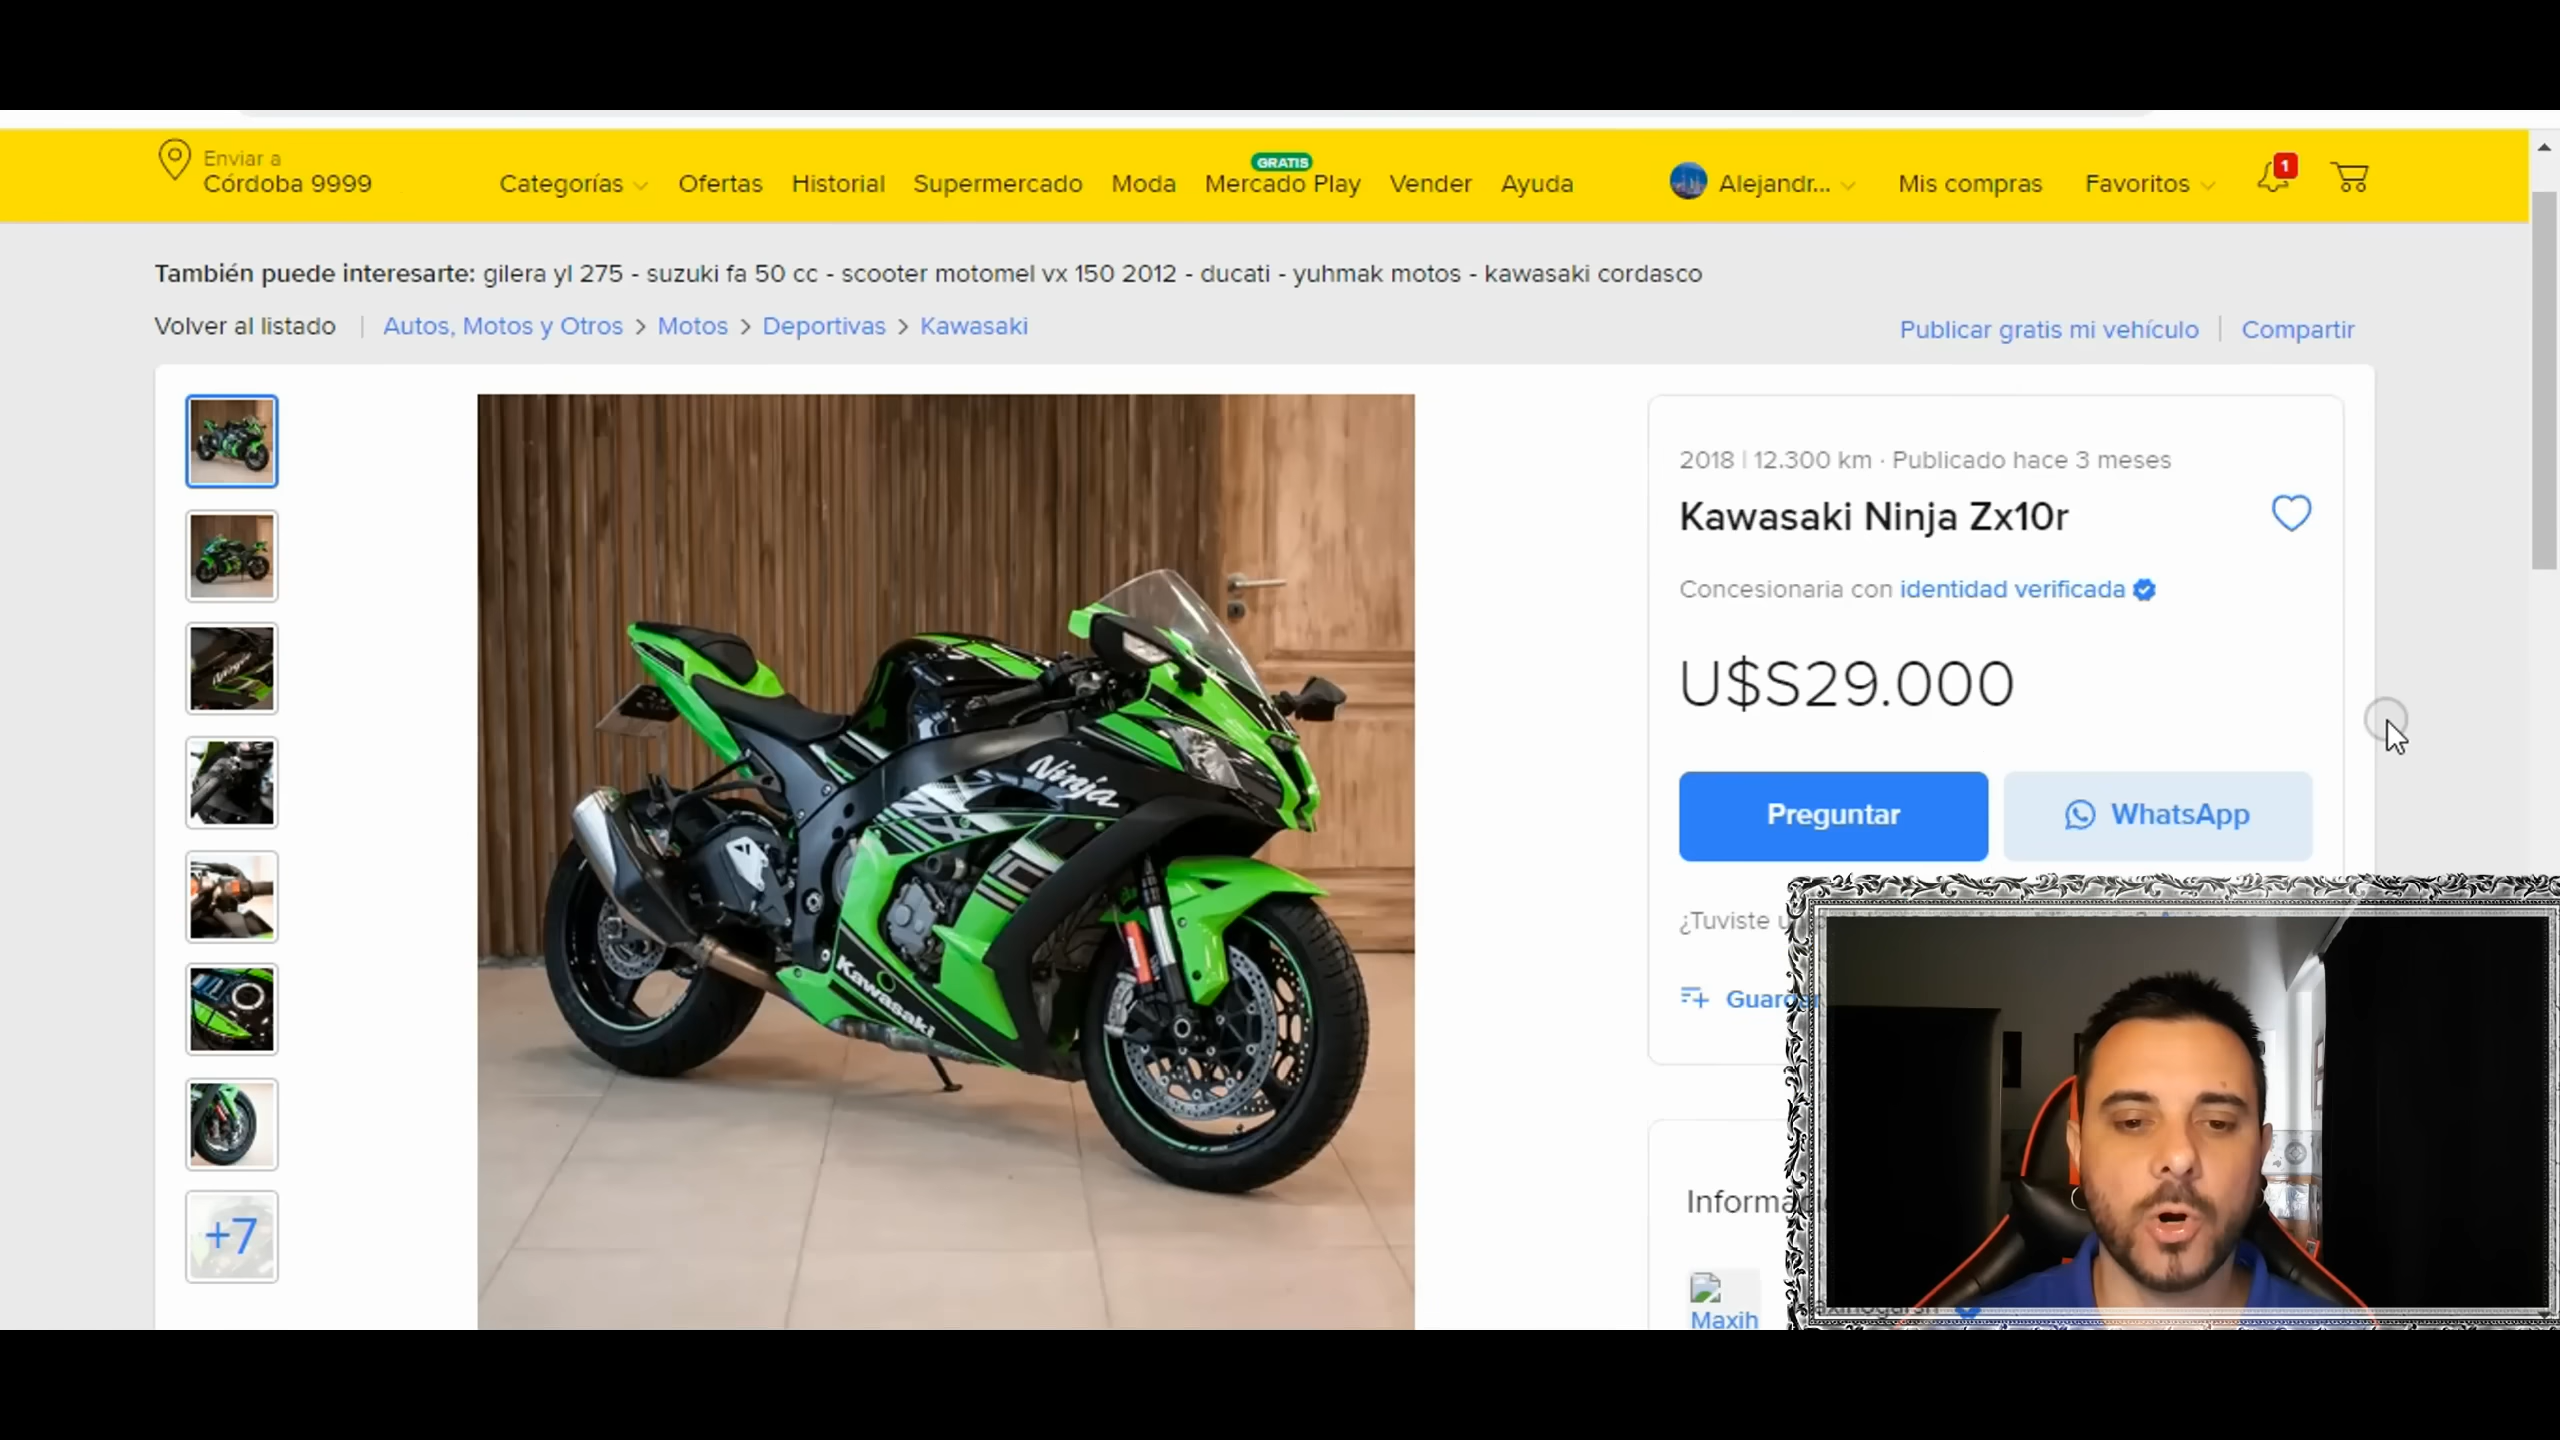 Enviar a
Córdoba 9999
Categorías
Ofertas
Historial
Supermercado
Moda
GRATIS
Mercado Play
Vender
Ayuda
Alejandr...
Mis compras
Favoritos
1
También puede interesarte: gilera yl 275 - suzuki fa 50 cc - scooter motomel vx 150 2012 - ducati - yuhmak motos - kawasaki cordasco
Volver al listado | Autos, Motos y Otros > Motos > Deportivas > Kawasaki
Publicar gratis mi vehículo | Compartir
+7
Ninja
Kawasaki
2018 | 12.300 km · Publicado hace 3 meses
Kawasaki Ninja Zx10r
Concesionaria con identidad verificada
U$S29.000
Preguntar
WhatsApp
¿Tuviste
Guardar
Maxih